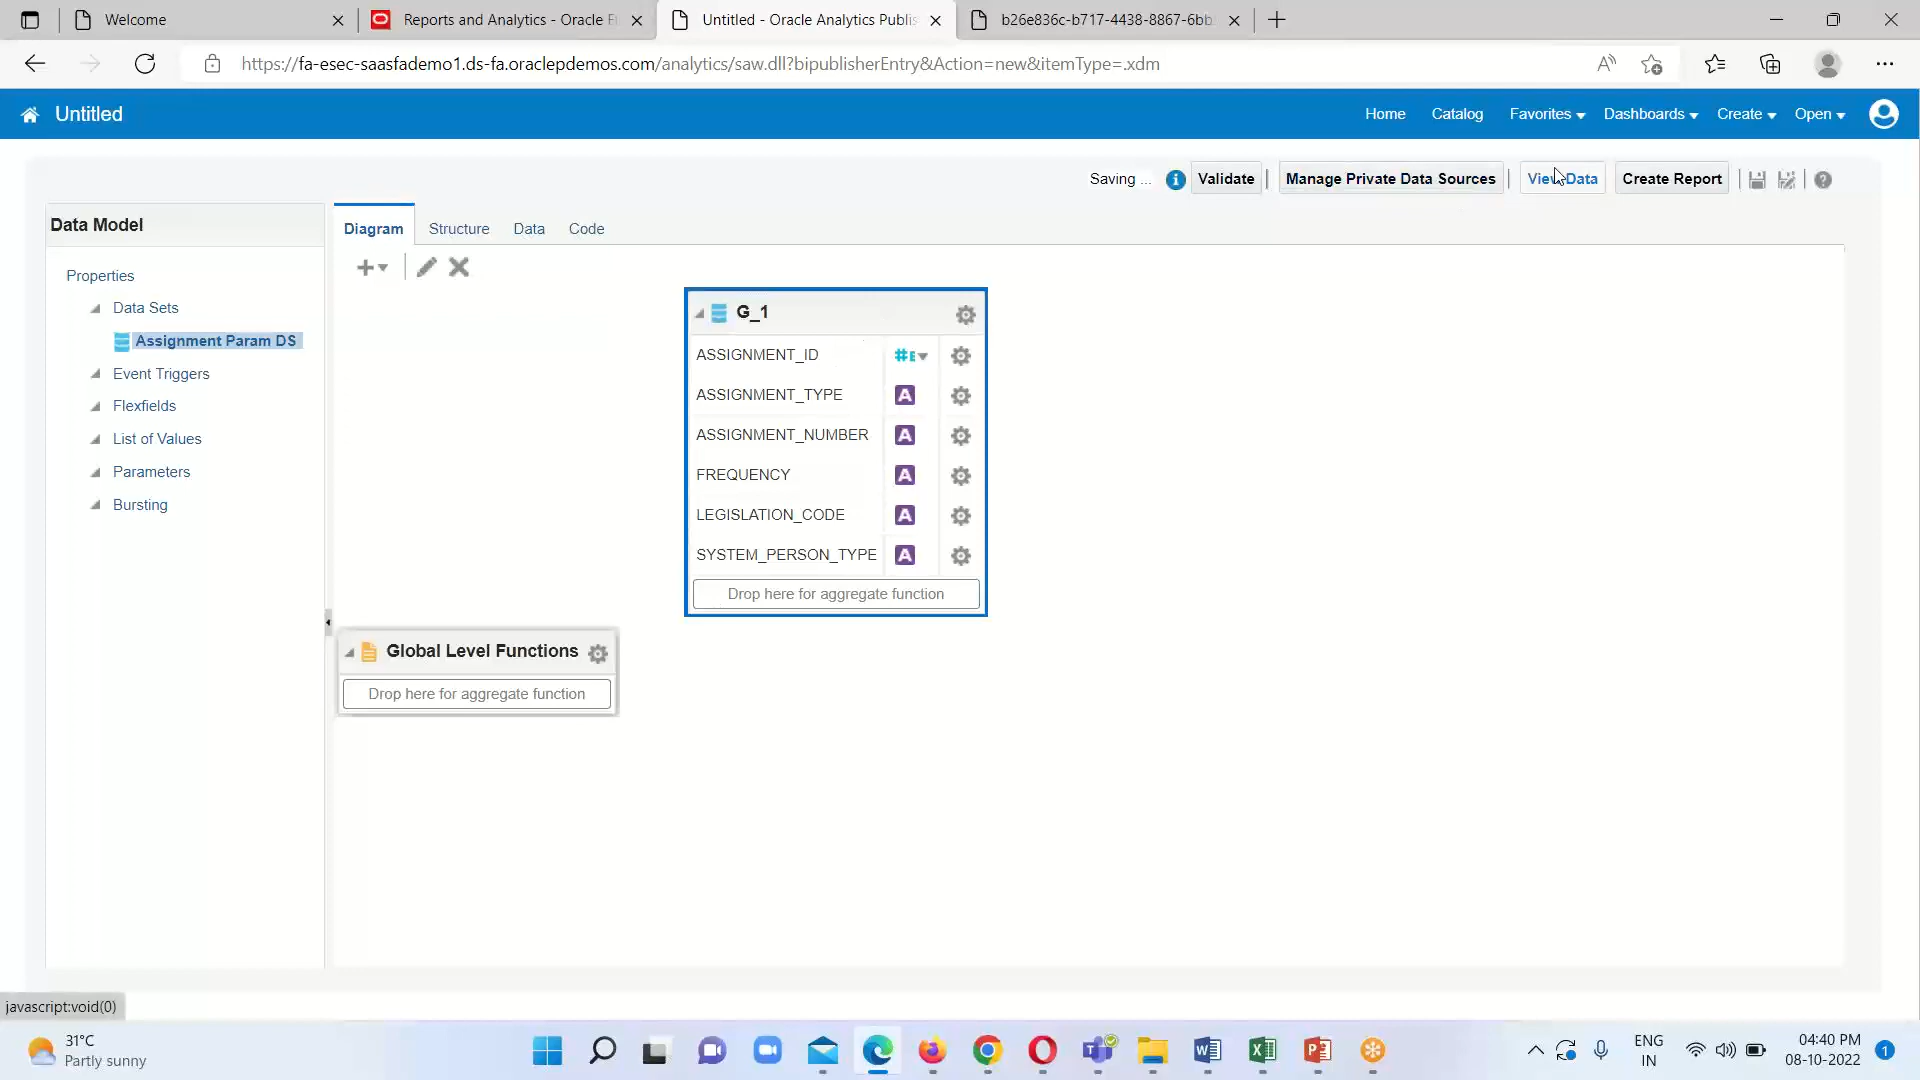 Welcome
Reports and Analytics - Oracle F
Untitled - Oracle Analytics Publis
b26e836c-b717-4438-8867-6bb
https://fa-esec-saasfademo1.ds-fa.oraclepdemos.com/analytics/saw.dll?bipublisherEntry&Action=new&itemType=.xdm
Untitled
Home
Catalog
Favorites
Dashboards
Create
Open
Saving ...
Validate
Manage Private Data Sources
View Data
Create Report
Data Model
Diagram
Structure
Data
Code
Properties
Data Sets
Assignment Param DS
Event Triggers
Flexfields
List of Values
Parameters
Bursting
G_1
ASSIGNMENT_ID
ASSIGNMENT_TYPE
A
ASSIGNMENT_NUMBER
A
FREQUENCY
A
LEGISLATION_CODE
A
SYSTEM_PERSON_TYPE
A
Drop here for aggregate function
Global Level Functions
Drop here for aggregate function
javascript:void(0)
31°C
Partly sunny
ENG
IN
04:40 PM
08-10-2022
1